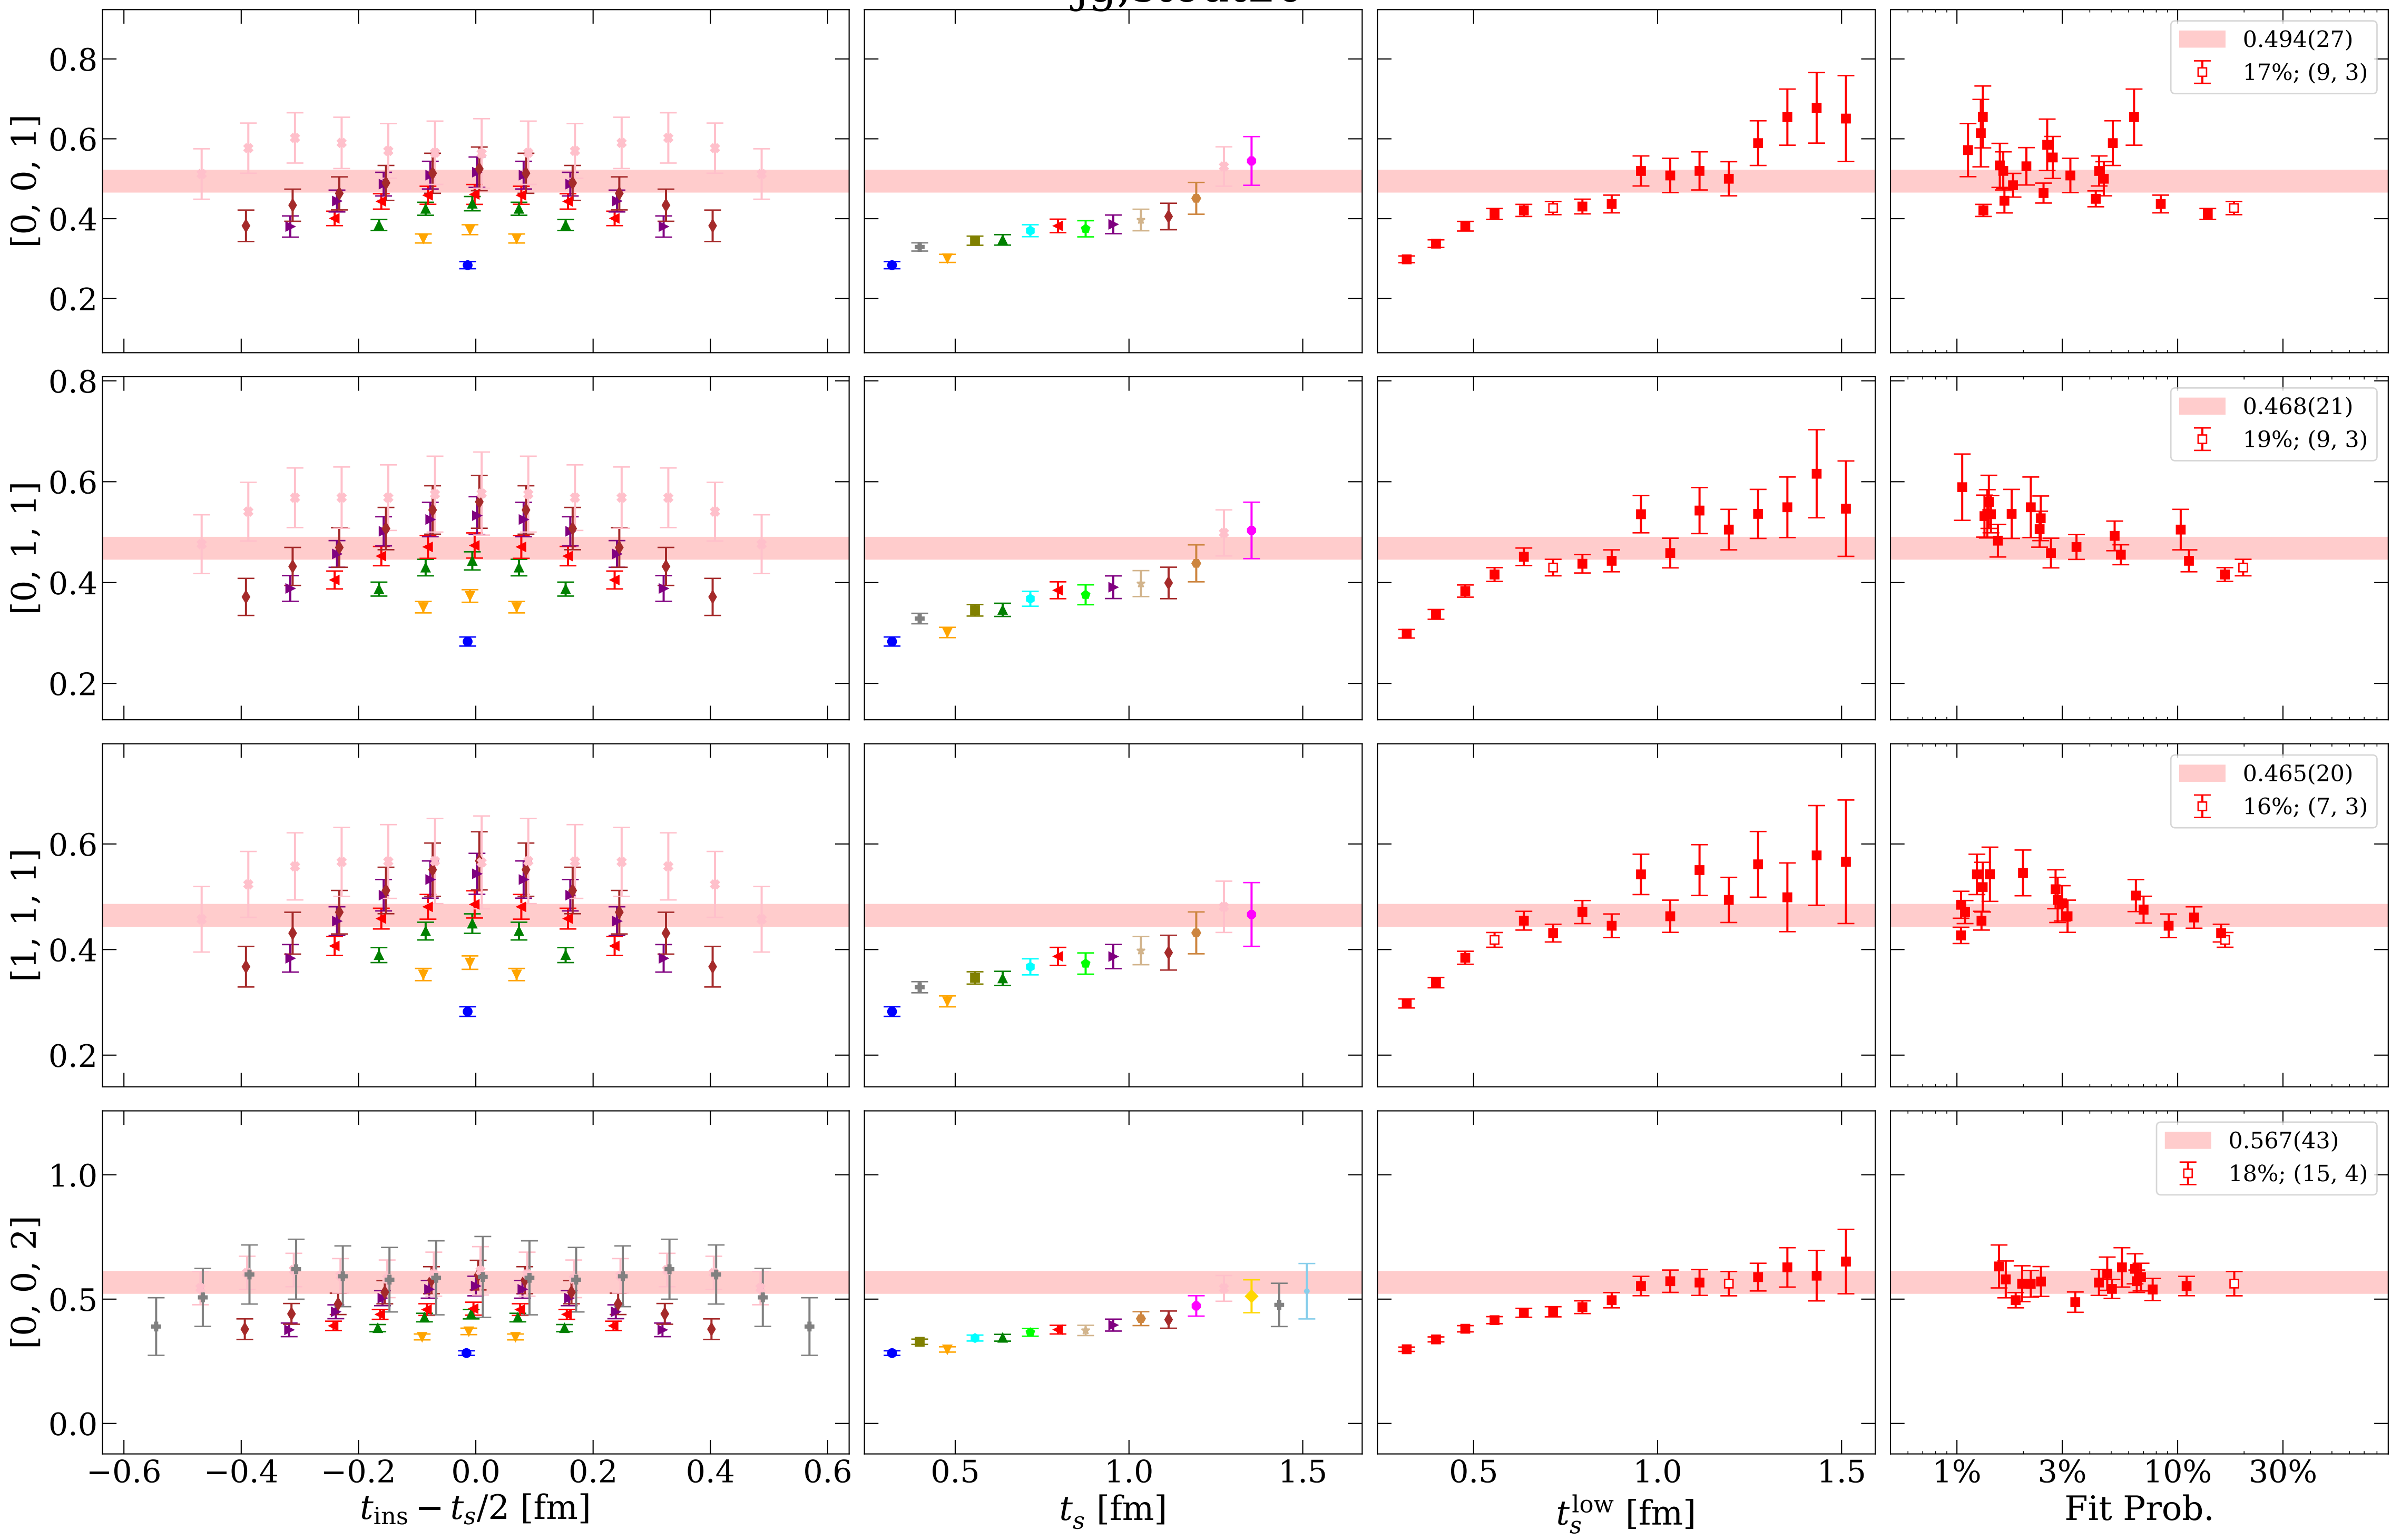 [0, 0, 1]
0.8
0.6
0.4
0.2
0.494(27)
17%; (9, 3)
[0, 1, 1]
0.8
0.6
0.4
0.2
0.468(21)
19%; (9, 3)
[1, 1, 1]
0.6
0.4
0.2
0.465(20)
16%; (7, 3)
[0, 0, 2]
1.0
0.5
0.0
0.567(43)
18%; (15, 4)
−0.6 −0.4 −0.2 0.0 0.2 0.4 0.6
0.5 1.0 1.5
0.5 1.0 1.5
1% 3% 10% 30%
t_ins − t_s/2 [fm]
t_s [fm]
t_s^low [fm]
Fit Prob.